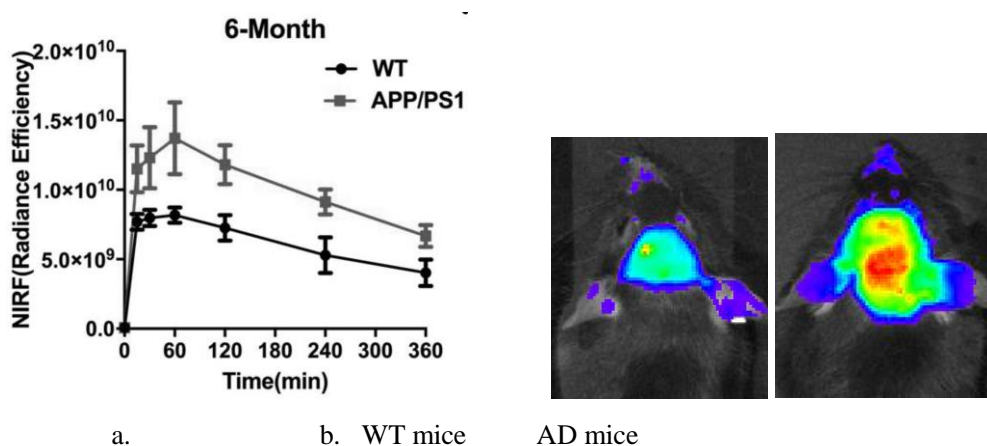 6-Month
2.0×10¹⁰
1.5×10¹⁰
1.0×10¹⁰
5.0×10⁹
0.0
NIRF(Radiance Efficiency)
WT
APP/PS1
0 60 120 180 240 300 360
Time(min)
a. b. WT mice AD mice